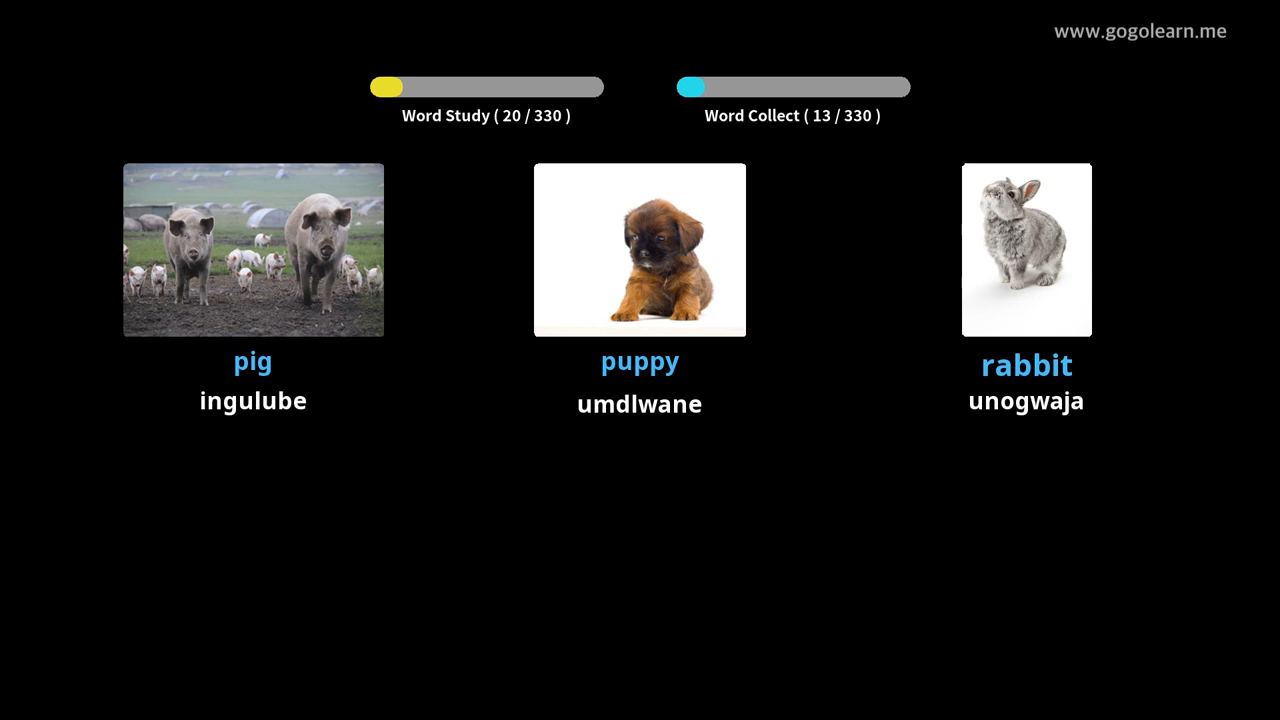 www.gogolearn.me
Word Study ( 20 / 330 )
Word Collect ( 13 / 330 )
pig
ingulube
puppy
umdlwane
rabbit
unogwaja